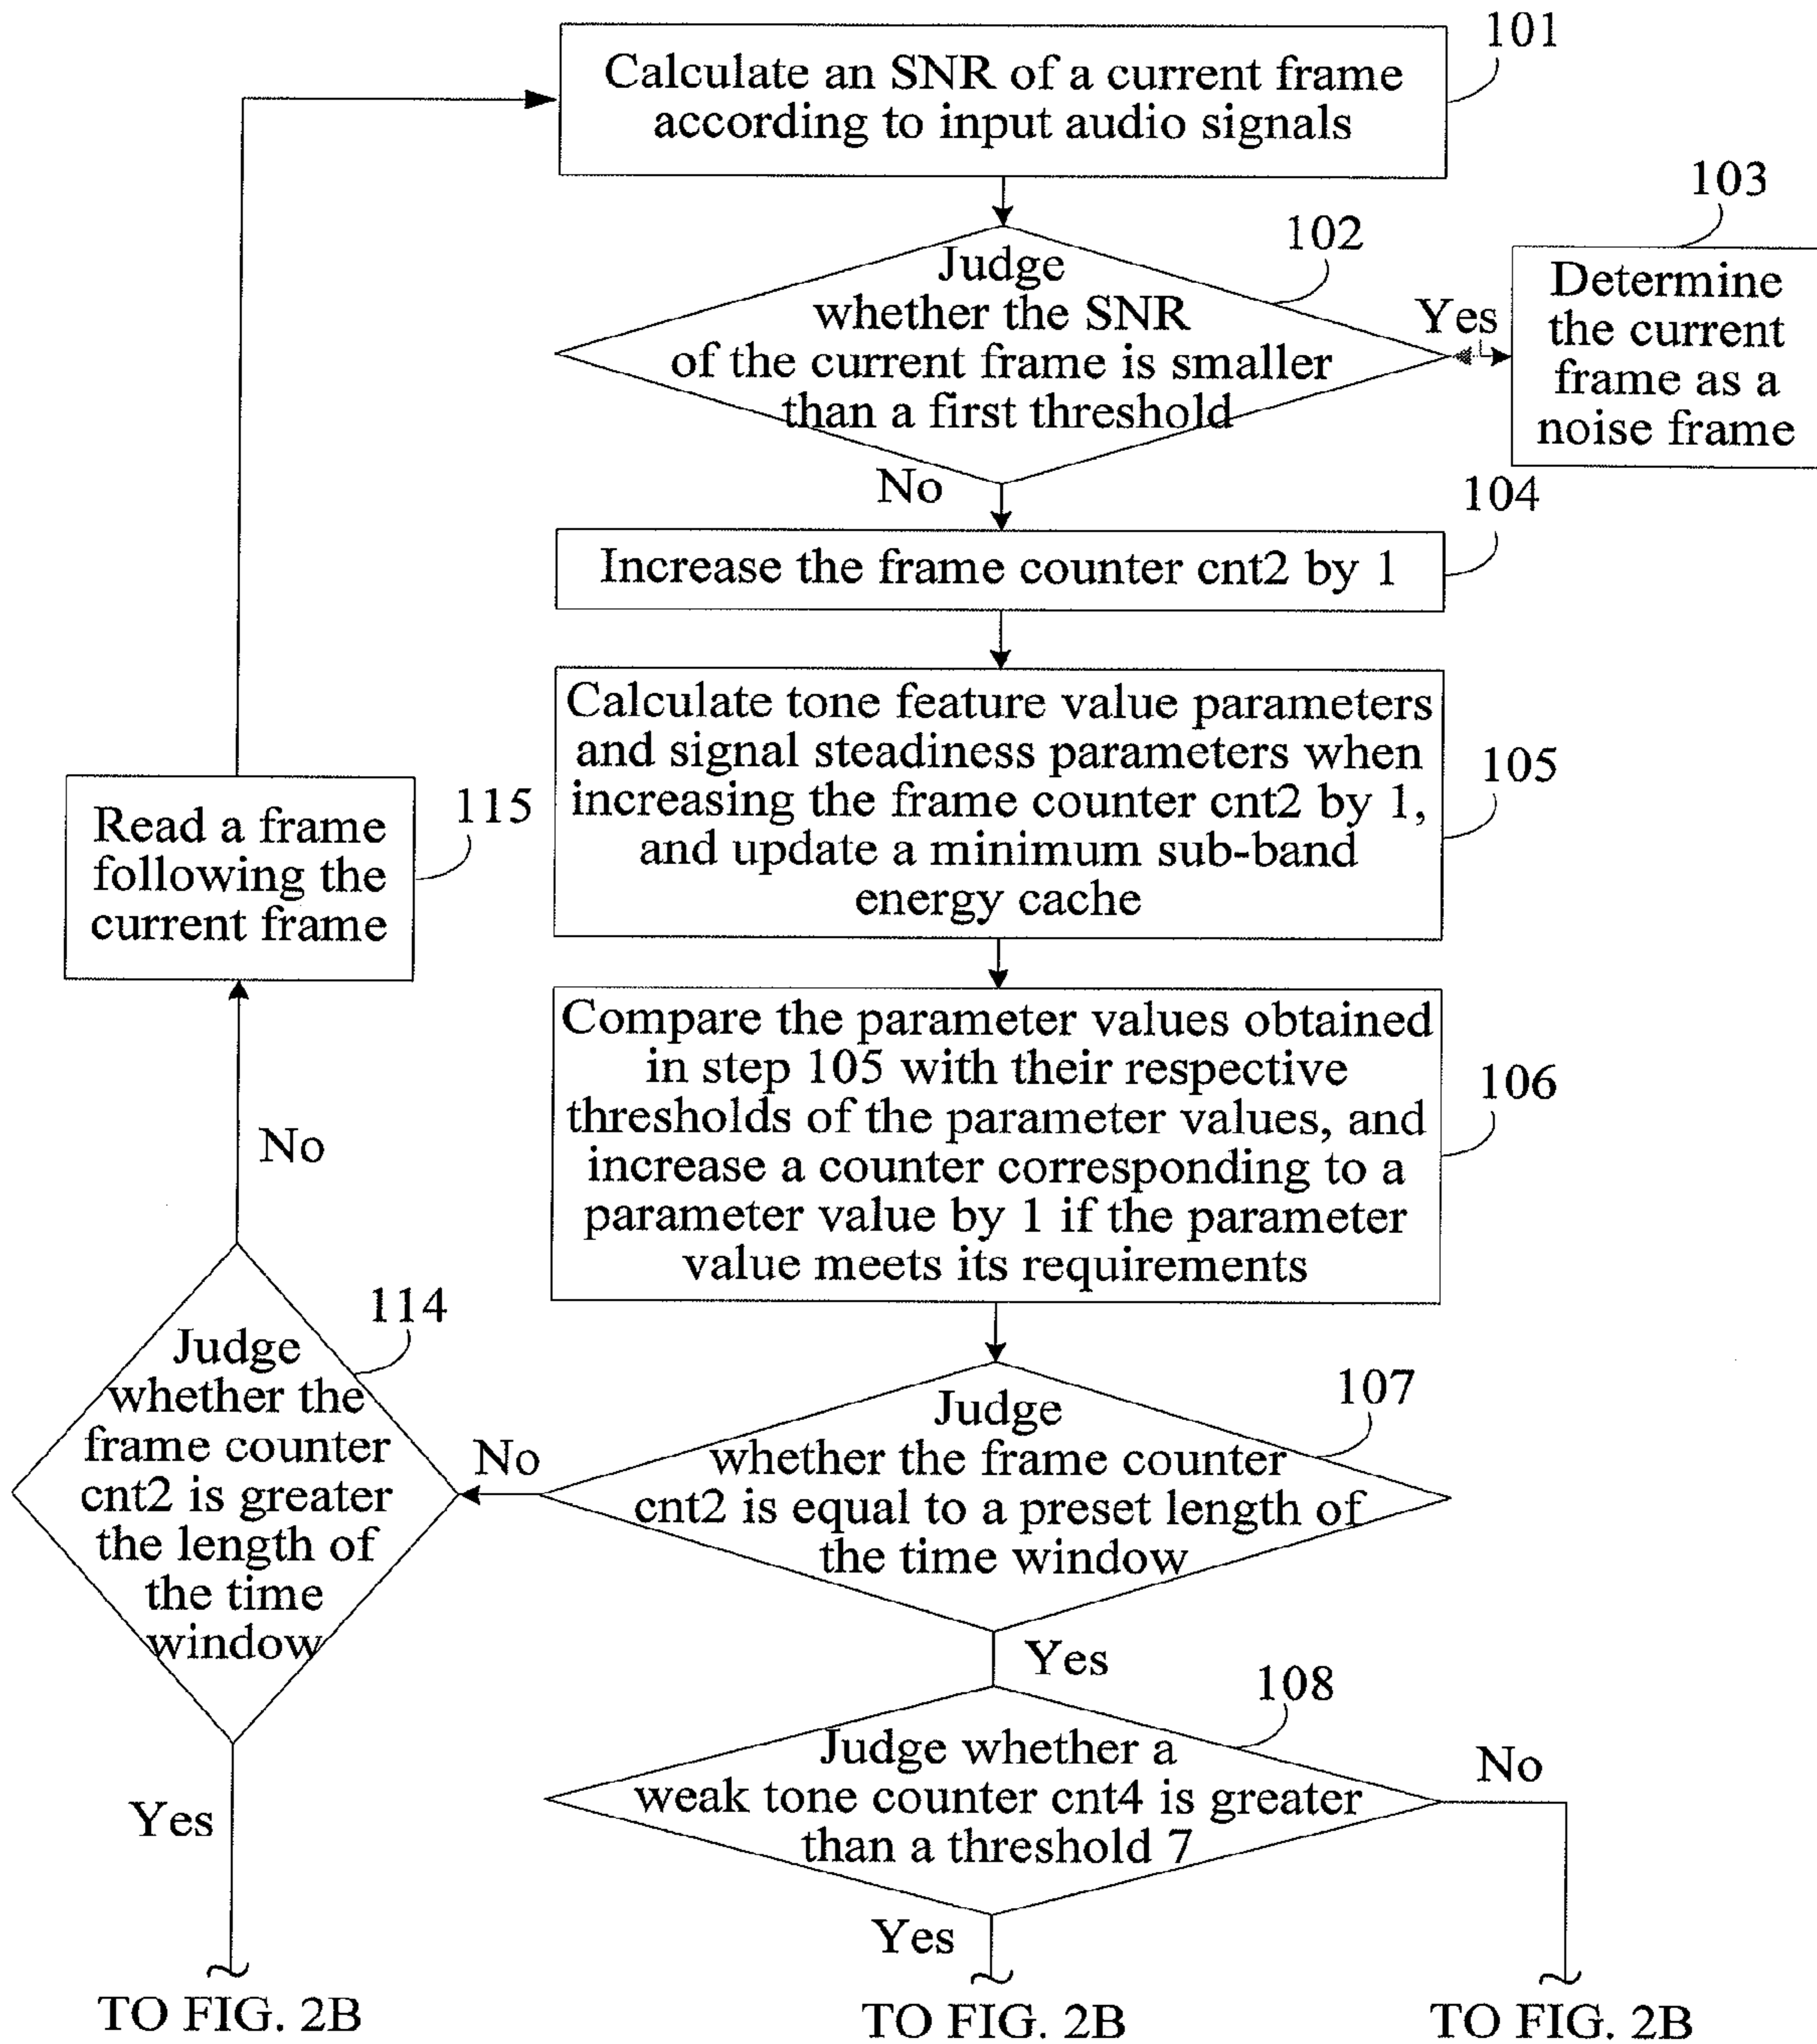 101
Calculate an SNR of a current frame
according to input audio signals
103
102
Judge
whether the SNR
of the current frame is smaller
than a first threshold
Yes
Determine
the current
frame as a
noise frame
No
104
Increase the frame counter cnt2 by 1
Calculate tone feature value parameters
and signal steadiness parameters when
increasing the frame counter cnt2 by 1,
and update a minimum sub-band
energy cache
105
Read a frame
following the
current frame
115
Compare the parameter values obtained
in step 105 with their respective
thresholds of the parameter values, and
increase a counter corresponding to a
parameter value by 1 if the parameter
value meets its requirements
106
No
114
Judge
whether the
frame counter
cnt2 is greater
the length of
the time
window
No
107
Judge
whether the frame counter
cnt2 is equal to a preset length of
the time window
Yes
108
Judge whether a
weak tone counter cnt4 is greater
than a threshold 7
No
Yes
Yes
TO FIG. 2B
TO FIG. 2B
TO FIG. 2B